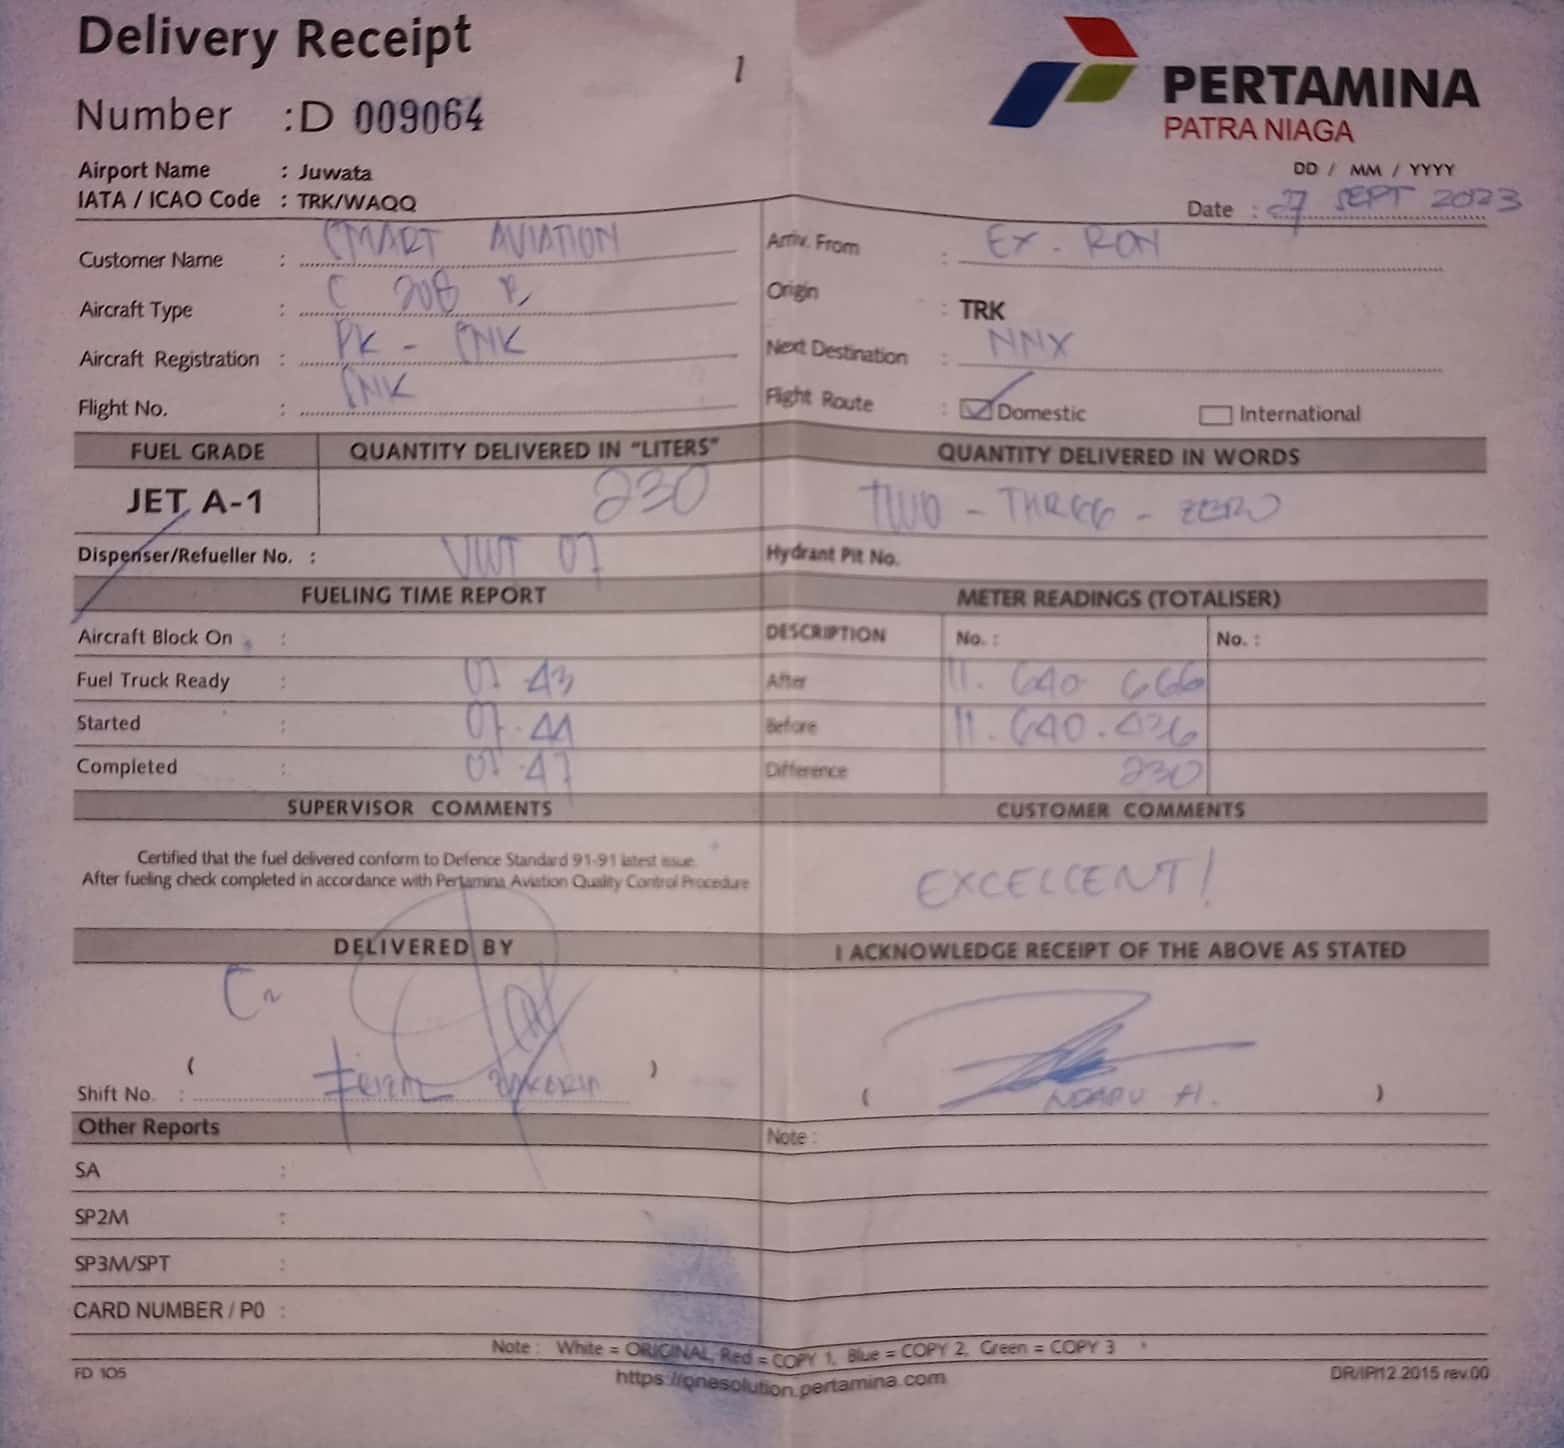 Delivery Receipt
1
PERTAMINA
PATRA NIAGA
Number : D 009064
Airport Name : Juwata
IATA / ICAO Code : TRK/WAQQ
DD / MM / YYYY
Date : 27 SEPT 2023
Customer Name : SMART AVIATION
Arriv. From : EX. RON
Aircraft Type : C 208 B
Origin : TRK
Aircraft Registration : PK - SNK
Next Destination : NNX
Flight No. : SNK
Flight Route : Domestic International
FUEL GRADE QUANTITY DELIVERED IN "LITERS" QUANTITY DELIVERED IN WORDS
JET A-1 230 TWO - THREE - ZERO
Dispenser/Refueller No. : 07
Hydrant Pit No.
FUELING TIME REPORT METER READINGS (TOTALISER)
Aircraft Block On :
DESCRIPTION No. : No. :
Fuel Truck Ready : 07.43
After 11.640.666
Started : 07.44
Before 11.640.436
Completed : 07.47
Difference 230
SUPERVISOR COMMENTS CUSTOMER COMMENTS
Certified that the fuel delivered conform to Defence Standard 91-91 latest issue.
After fueling check completed in accordance with Pertamina Aviation Quality Control Procedure
EXCELLENT!
DELIVERED BY I ACKNOWLEDGE RECEIPT OF THE ABOVE AS STATED
( )
Shift No. :
( NDARU H. )
Other Reports
Note :
SA :
SP2M :
SP3M/SPT :
CARD NUMBER / P0 :
Note : White = ORIGINAL, Red = COPY 1, Blue = COPY 2, Green = COPY 3
FD 105
https://onesolution.pertamina.com
DR/IP/12.2015 rev.00